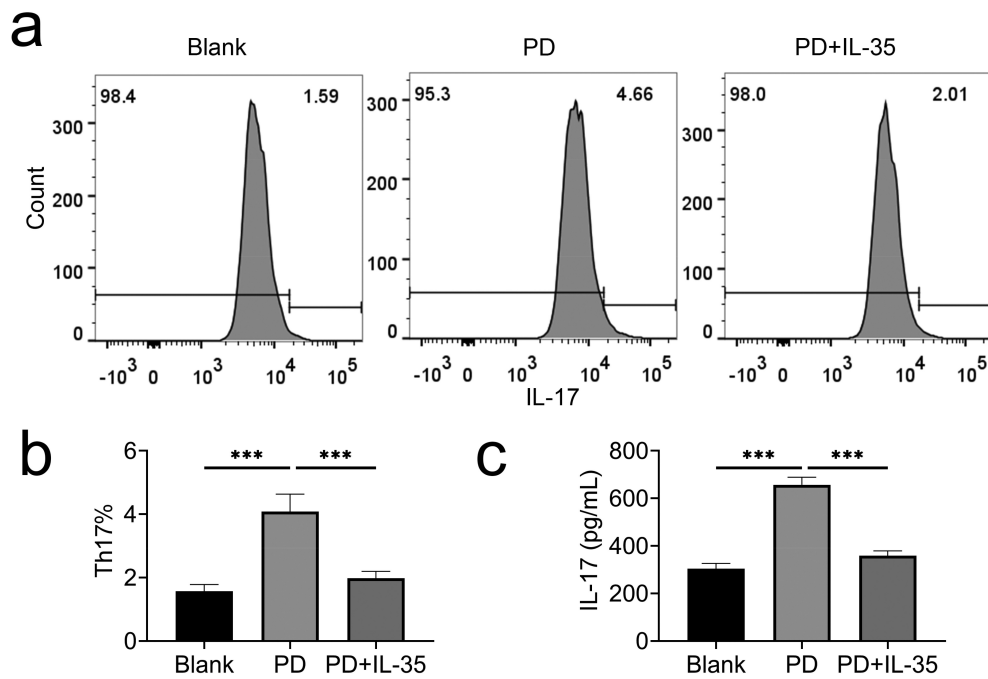 a
Blank
PD
PD+IL-35
98.4
1.59
95.3
4.66
98.0
2.01
Count
300
200
100
0
300
200
100
0
300
200
100
0
-10³ 0 10³ 10⁴ 10⁵
-10³ 0 10³ 10⁴ 10⁵
-10³ 0 10³ 10⁴ 10⁵
IL-17
b
Th17%
6
4
2
0
*** ***
Blank PD PD+IL-35
c
IL-17 (pg/mL)
800
600
400
200
0
*** ***
Blank PD PD+IL-35